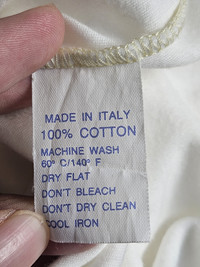 MADE IN ITALY
100% COTTON
MACHINE WASH
60° C/140° F
DRY FLAT
DON'T BLEACH
DON'T DRY CLEAN
COOL IRON